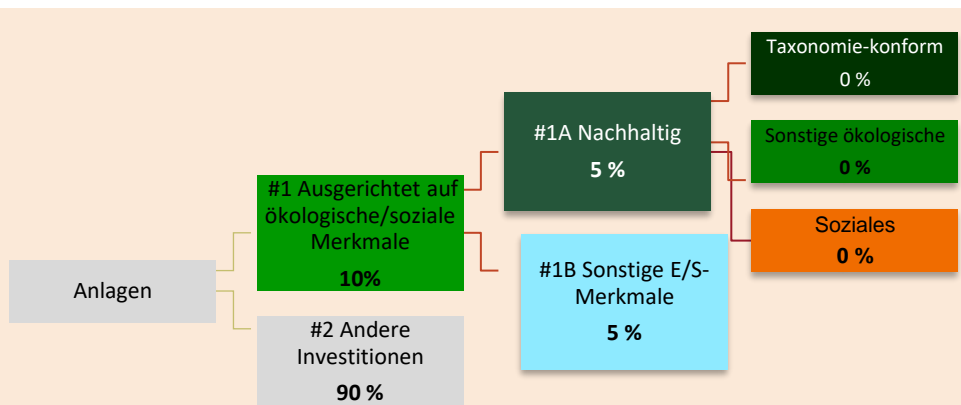 Anlagen
#1 Ausgerichtet auf
ökologische/soziale
Merkmale
10%
#2 Andere
Investitionen
90 %
#1A Nachhaltig
5 %
#1B Sonstige E/S-
Merkmale
5 %
Taxonomie-konform
0 %
Sonstige ökologische
0 %
Soziales
0 %